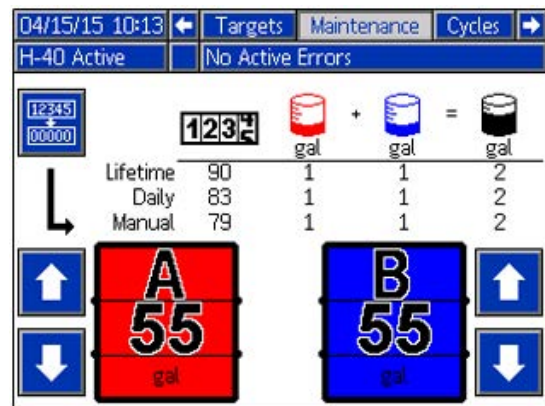 04/15/15 10:13 Targets Maintenance Cycles
H-40 Active No Active Errors
12345
00000
12345
+ =
gal gal gal
Lifetime 90 1 1 2
Daily 83 1 1 2
Manual 79 1 1 2
A B
55 55
gal gal